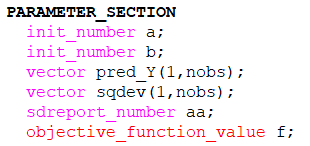 PARAMETER_SECTION
init_number a;
init_number b;
vector pred_Y(1,nobs);
vector sqdev(1,nobs);
sdreport_number aa;
objective_function_value f;